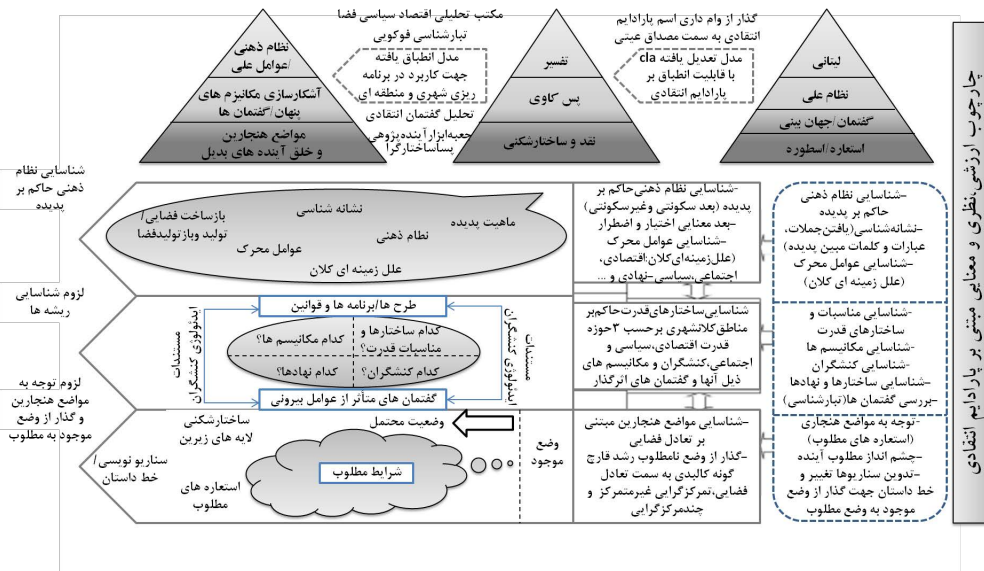 چارچوب ارزشی،نظری و معنایی مبتنی بر پارادایم انتقادی
لیتانی
نظام علی
گفتمان/جهان بینی
استعاره/اسطوره
گذار از وام داری اسم پارادایم
انتقادی به سمت مصداق عینی
مدل تعدیل یافته cla
با قابلیت انطباق بر
پارادایم انتقادی
تفسیر
پس کاوی
نقد و ساختارشکنی
مکتب تحلیلی اقتصاد سیاسی فضا
تبارشناسی فوکویی
مدل انطباق یافته
جهت کاربرد در برنامه
ریزی شهری و منطقه ای
تحلیل گفتمان انتقادی
جعبه‌ابزارآینده‌پژوهی
پساساختارگرا
نظام ذهنی
/عوامل علی
آشکارسازی مکانیزم های
پنهان/گفتمان ها
مواضع هنجارین
و خلق آینده های بدیل
–شناسایی نظام ذهنی
حاکم بر پدیده
–نشانه‌شناسی(یافتن‌جملات،
عبارات و کلمات مبین پدیده)
–شناسایی عوامل محرک
(علل زمینه ای کلان)
–شناسایی مناسبات و
ساختارهای قدرت
-شناسایی مکانیسم ها
–شناسایی کنشگران
–شناسایی ساختارها و نهادها
–بررسی گفتمان ها(تبارشناسی)
-توجه به مواضع هنجاری
(استعاره های مطلوب)
–چشم انداز مطلوب آینده
–تدوین سناریوها تغییر و
خط داستان جهت گذار از وضع
موجود به وضع مطلوب
-شناسایی نظام ذهنی‌حاکم بر
پدیده (بعد سکونتی وغیرسکونتی)
–بعد معنایی اختیار و اضطرار
-شناسایی عوامل محرک
(علل‌زمینه‌ای‌کلان:اقتصادی،
اجتماعی،سیاسی–نهادی و ...
شناسایی‌ساختارهای‌قدرت‌حاکم‌بر
مناطق‌کلانشهری برحسب ۳حوزه
قدرت اقتصادی،سیاسی و
اجتماعی،کنشگران و مکانیسم های
ذیل آنها و گفتمان های اثرگذار
–شناسایی مواضع هنجارین مبتنی
بر تعادل فضایی
–گذار از وضع نامطلوب رشد قارچ
گونه کالبدی به سمت تعادل
فضایی،تمرکزگرایی غیرمتمرکز و
چندمرکزگرایی
نشانه شناسی
ماهیت پدیده
نظام ذهنی
بازساخت فضایی/
تولید وبازتولیدفضا
عوامل محرک
علل زمینه ای کلان
طرح ها/برنامه ها و قوانین
مستندات
ایدئولوژی کنشگران
کدام ساختارها و
مناسبات قدرت؟
کدام مکانیسم ها؟
کدام کنشگران؟
کدام نهادها؟
مستندات
ایدئولوژی کنشگران
گفتمان های متأثر از عوامل بیرونی
وضع
موجود
وضعیت محتمل
شرایط مطلوب
ساختارشکنی
لایه های زیرین
استعاره های
مطلوب
سناریو نویسی/
خط داستان
شناسایی نظام
ذهنی حاکم بر
پدیده
لزوم شناسایی
ریشه ها
لزوم توجه به
مواضع هنجارین
و گذار از وضع
موجود به مطلوب